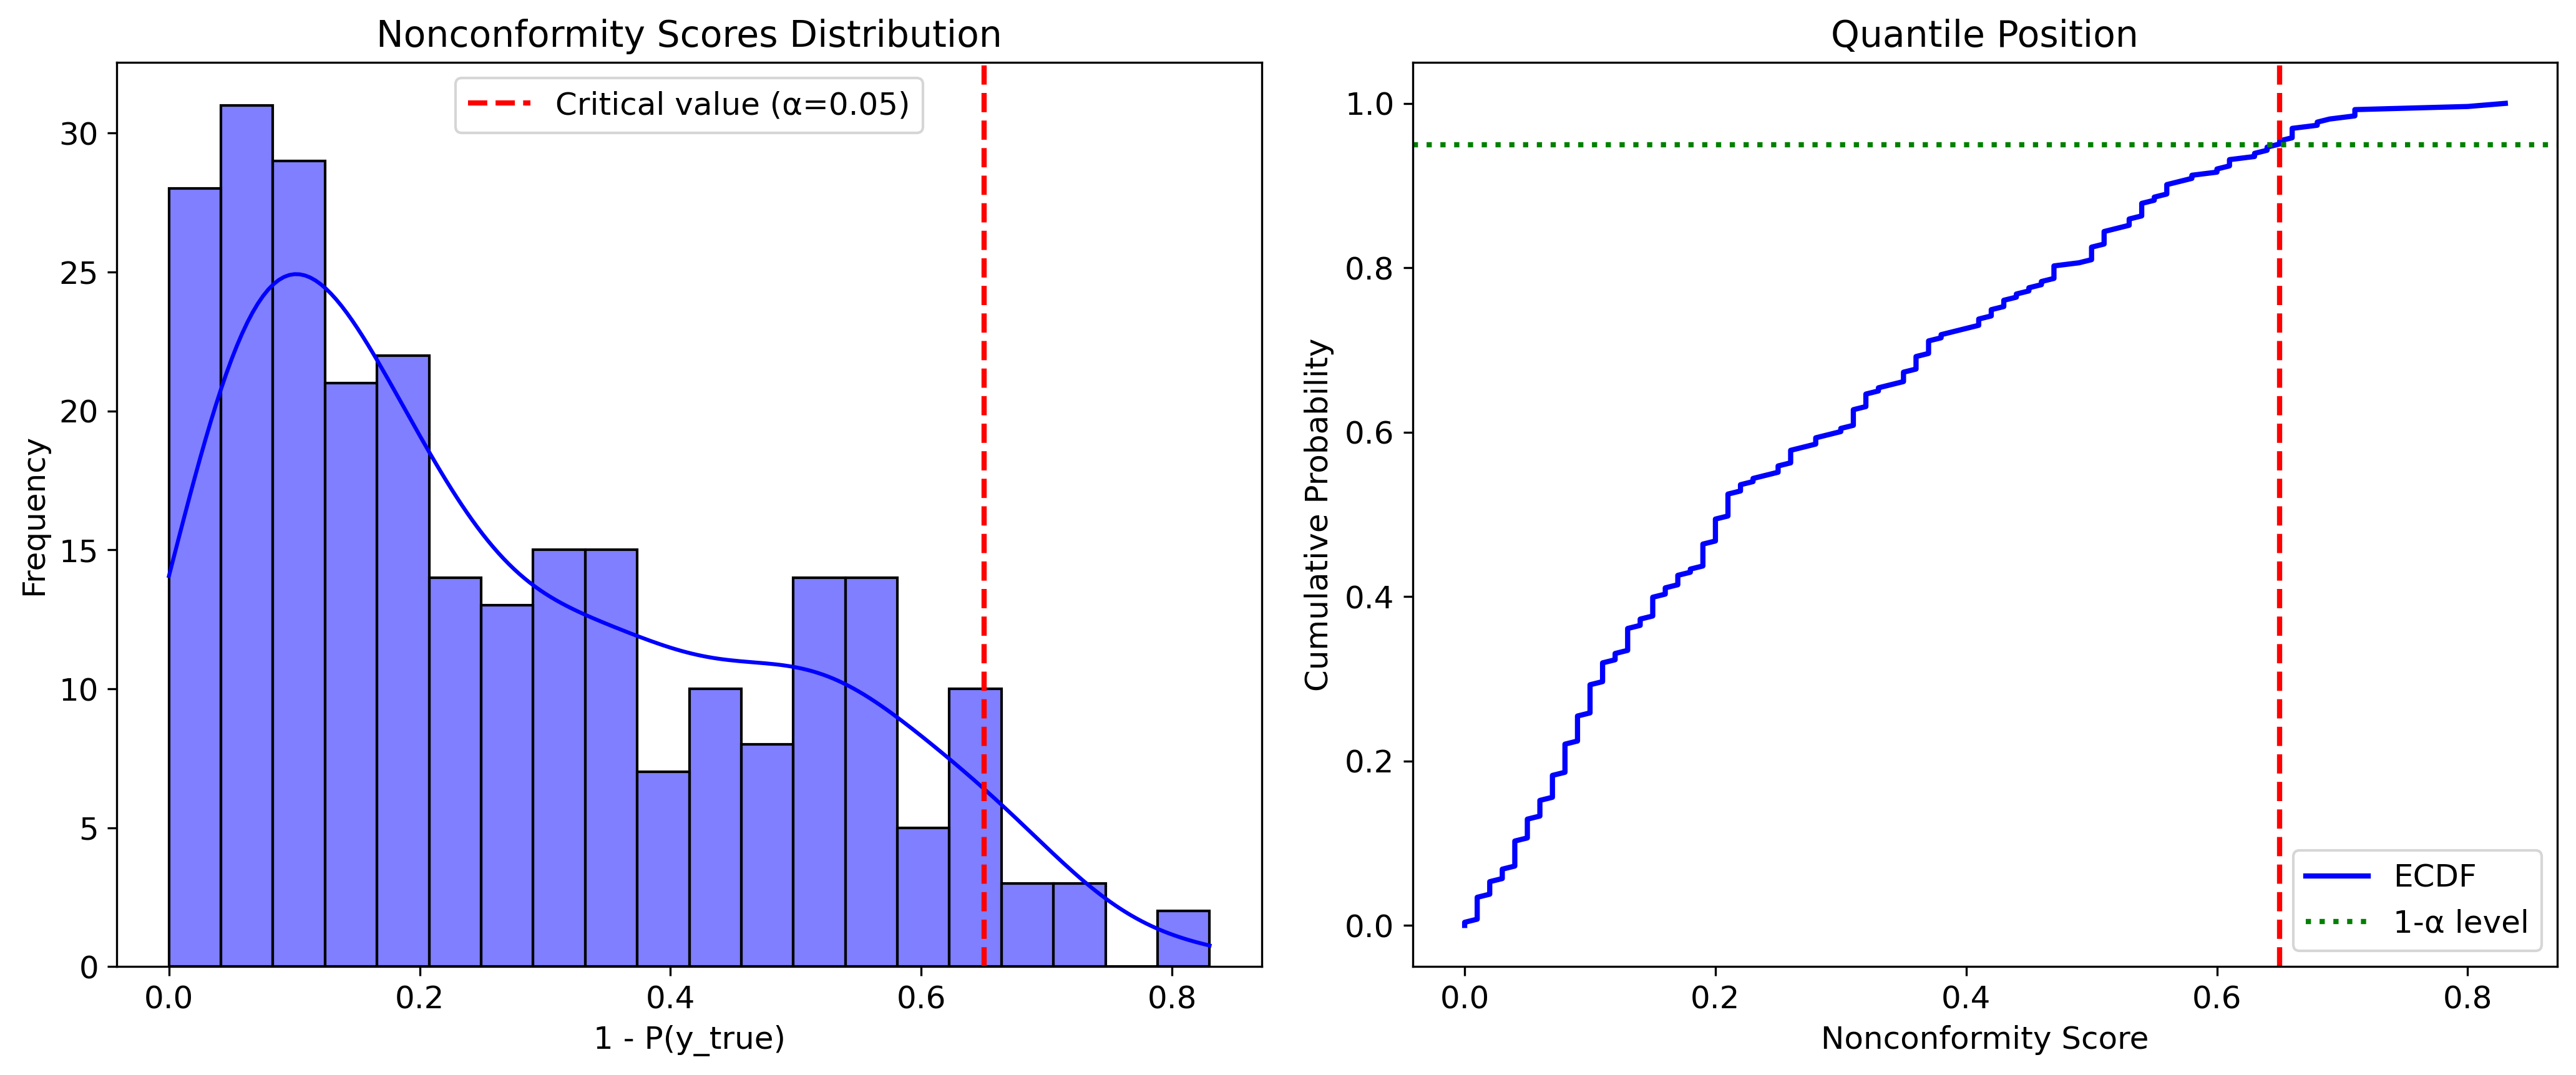 Nonconformity Scores Distribution
Critical value (α=0.05)
30
25
20
15
10
5
0
Frequency
0.0 0.2 0.4 0.6 0.8
1 - P(y_true)
Quantile Position
1.0
0.8
0.6
0.4
0.2
0.0
Cumulative Probability
ECDF
1-α level
0.0 0.2 0.4 0.6 0.8
Nonconformity Score